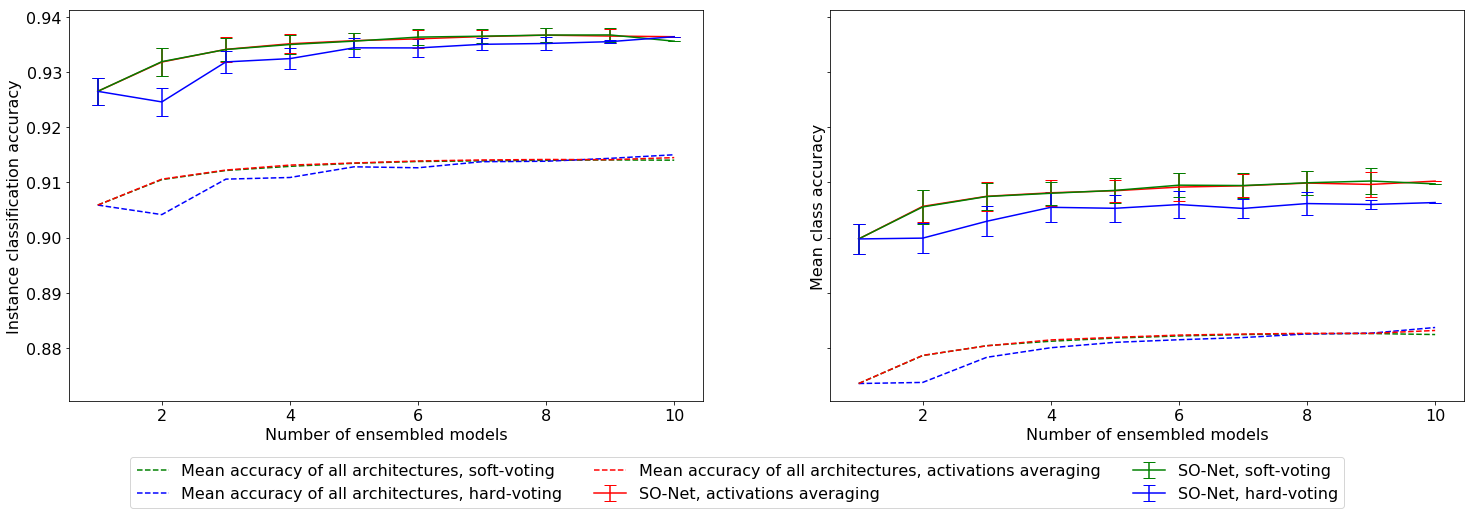 Instance classification accuracy
0.94
0.93
0.92
0.91
0.90
0.89
0.88
2 4 6 8 10
Number of ensembled models
Mean class accuracy
2 4 6 8 10
Number of ensembled models
Mean accuracy of all architectures, soft-voting
Mean accuracy of all architectures, hard-voting
Mean accuracy of all architectures, activations averaging
SO-Net, activations averaging
SO-Net, soft-voting
SO-Net, hard-voting